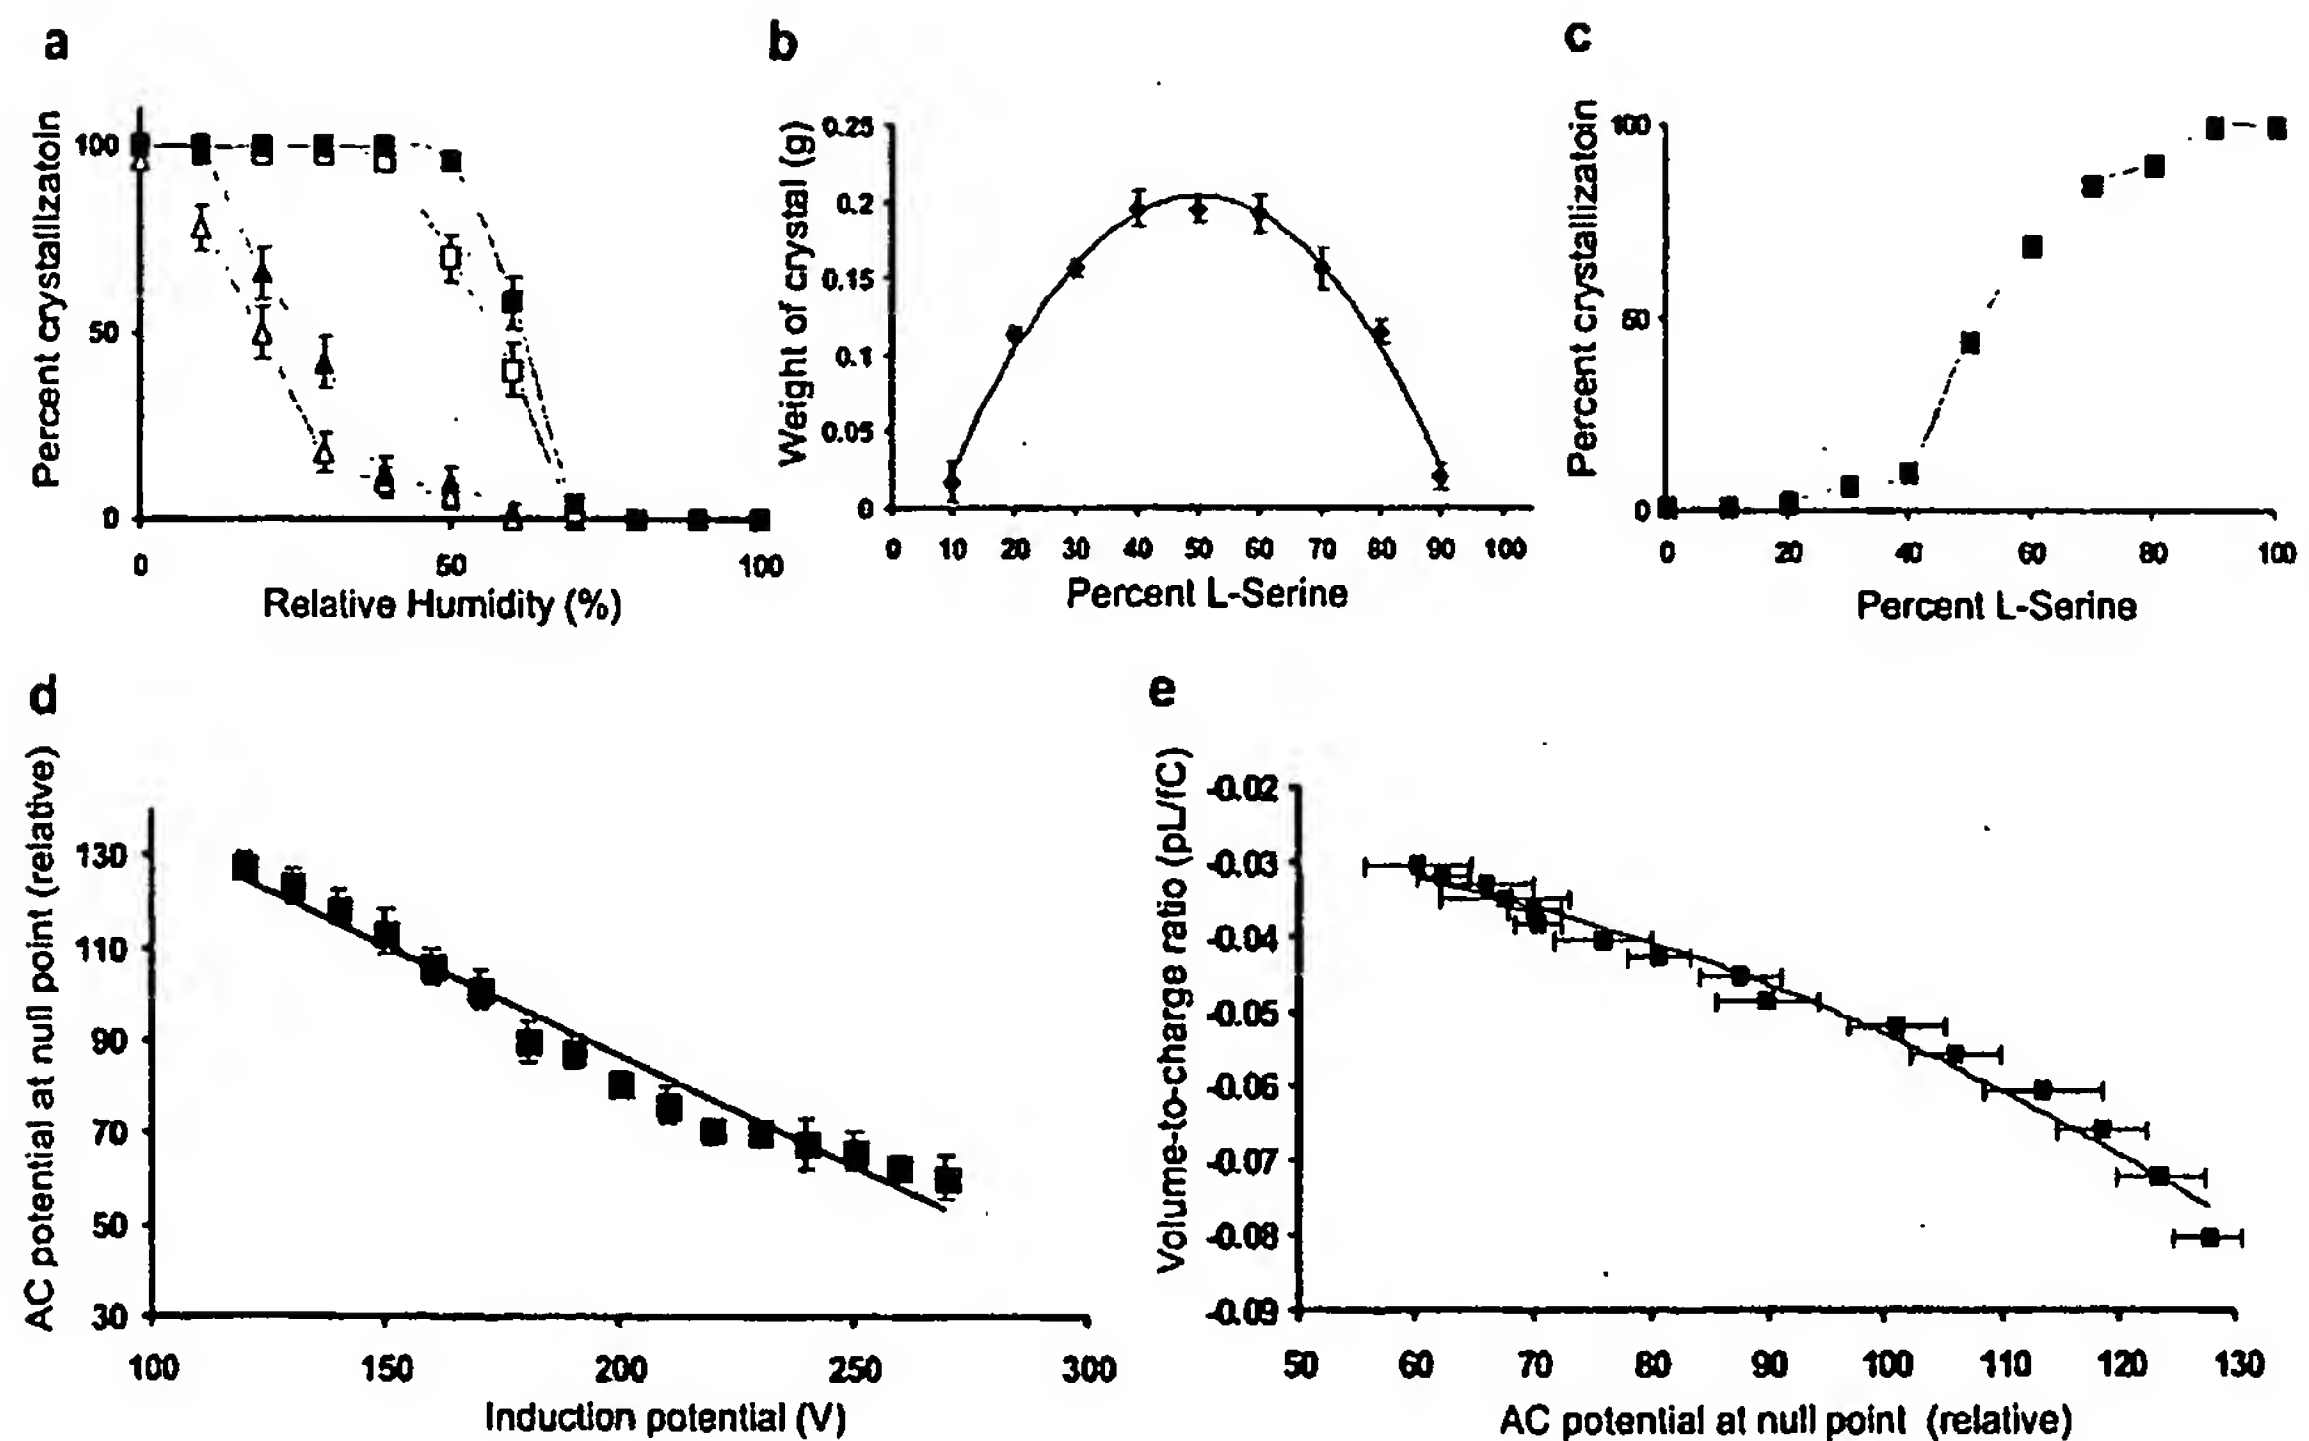 a
b
c
Percent crystallizatoin
100
50
0
0
50
100
Relative Humidity (%)
Weight of crystal (g)
0.25
0.2
0.15
0.1
0.05
0
0 10 20 30 40 50 60 70 80 90 100
Percent L-Serine
Percent crystallizatoin
100
50
0
0 20 40 60 80 100
Percent L-Serine
d
e
AC potential at null point (relative)
130
110
90
70
50
30
100 150 200 250 300
Induction potential (V)
Volume-to-charge ratio (pL/fC)
-0.02
-0.03
-0.04
-0.05
-0.06
-0.07
-0.08
-0.09
50 60 70 80 90 100 110 120 130
AC potential at null point (relative)